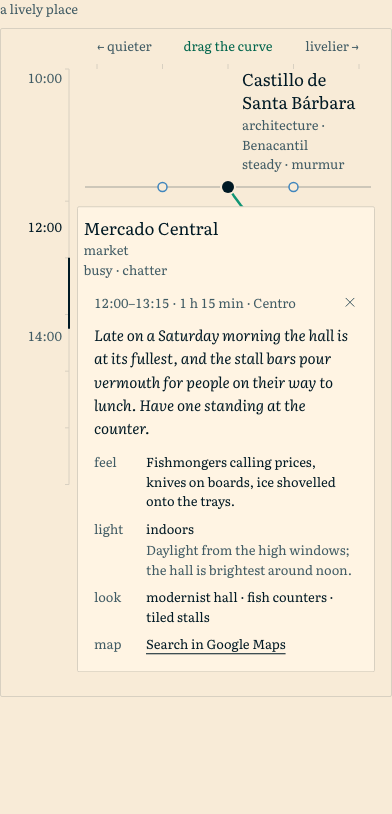 a lively place
← quieter
drag the curve
livelier →
10:00
Castillo de
Santa Bárbara
architecture ·
Benacantil
steady · murmur
12:00
Mercado Central
market
busy · chatter
12:00–13:15 · 1 h 15 min · Centro
14:00
Late on a Saturday morning the hall is
at its fullest, and the stall bars pour
vermouth for people on their way to
lunch. Have one standing at the
counter.
feel
Fishmongers calling prices,
knives on boards, ice shovelled
onto the trays.
light
indoors
Daylight from the high windows;
the hall is brightest around noon.
look
modernist hall · fish counters ·
tiled stalls
map
Search in Google Maps